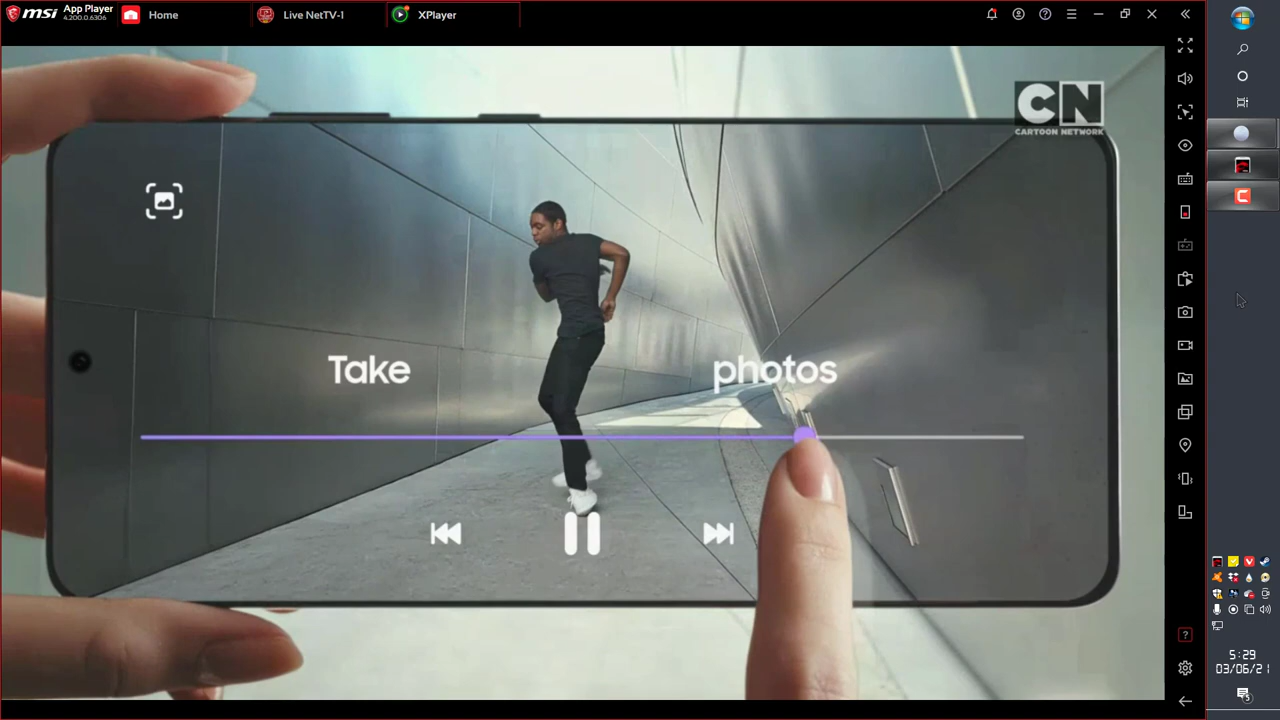 msi App Player
4.200.0.6306
Home
Live NetTV-1
XPlayer
CN
CARTOON NETWORK
Take photos
5:29
03/06/21